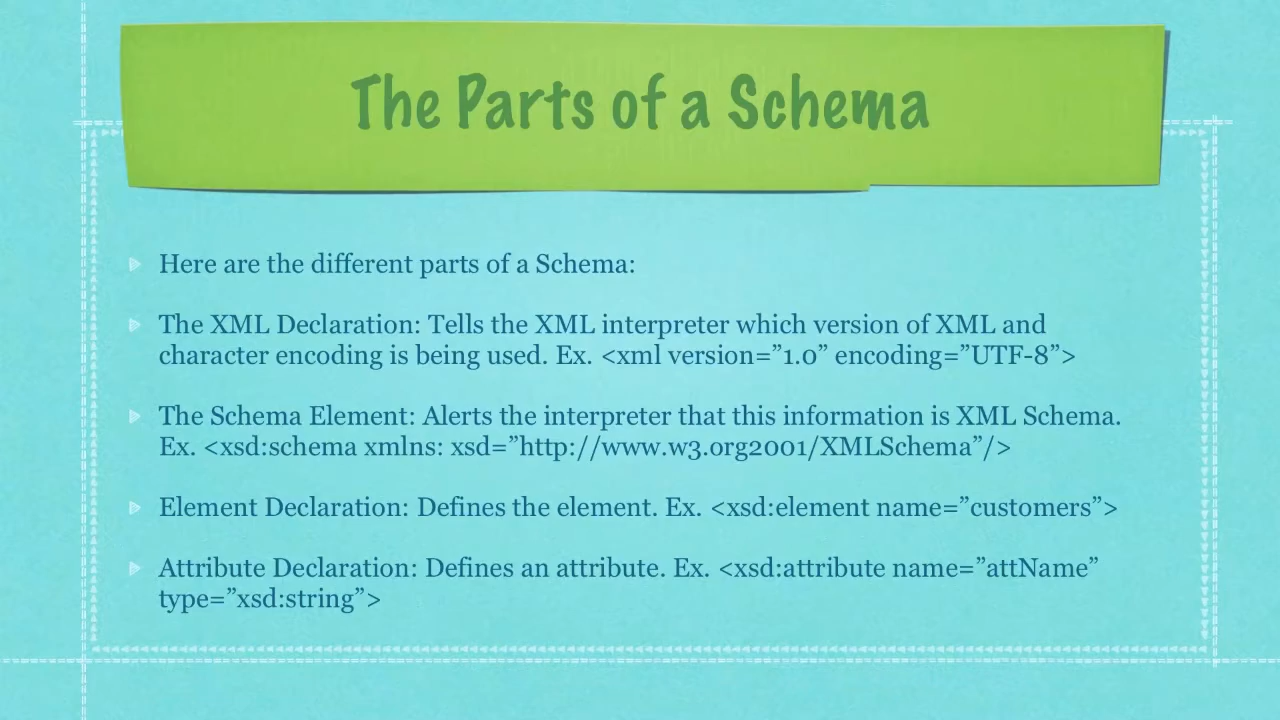 The Parts of a Schema
Here are the different parts of a Schema:
The XML Declaration: Tells the XML interpreter which version of XML and
character encoding is being used. Ex. <xml version=”1.0” encoding=”UTF-8”>
The Schema Element: Alerts the interpreter that this information is XML Schema.
Ex. <xsd:schema xmlns: xsd=”http://www.w3.org2001/XMLSchema”/>
Element Declaration: Defines the element. Ex. <xsd:element name=”customers”>
Attribute Declaration: Defines an attribute. Ex. <xsd:attribute name=”attName”
type=”xsd:string”>